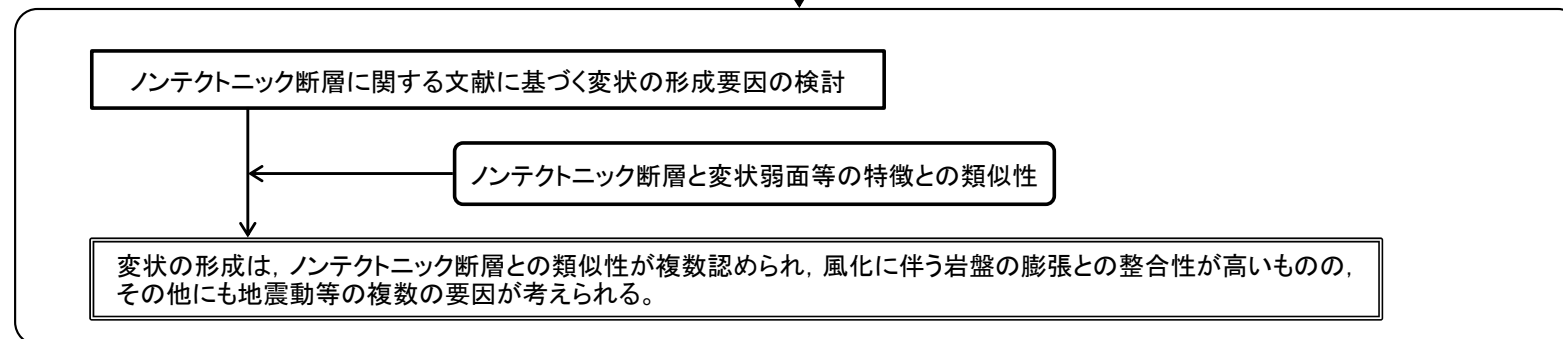 ノンテクトニック断層に関する文献に基づく変状の形成要因の検討
ノンテクトニック断層と変状弱面等の特徴との類似性
変状の形成は，ノンテクトニック断層との類似性が複数認められ，風化に伴う岩盤の膨張との整合性が高いものの，
その他にも地震動等の複数の要因が考えられる。